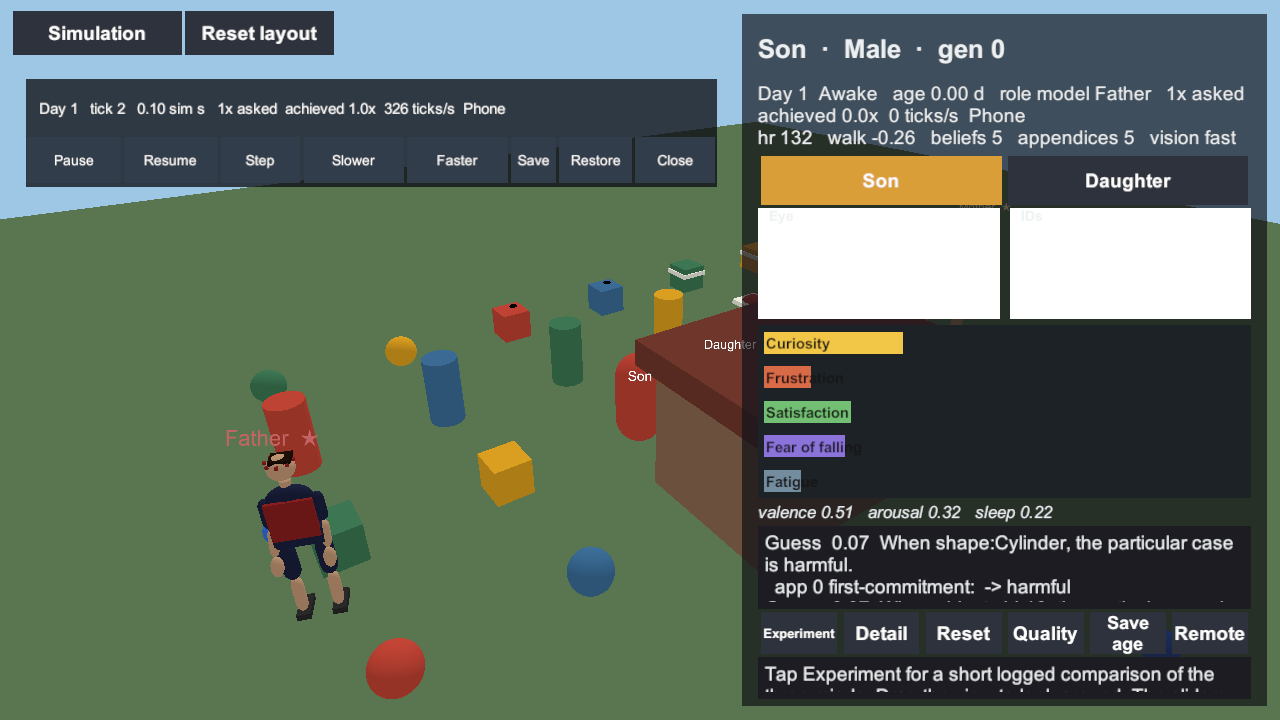 Simulation
Reset layout
Day 1 tick 2 0.10 sim s 1x asked achieved 1.0x 326 ticks/s Phone
Pause
Resume
Step
Slower
Faster
Save
Restore
Close
Father ★
Son
Daughter
Son · Male · gen 0
Day 1 Awake age 0.00 d role model Father 1x asked
achieved 0.0x 0 ticks/s Phone
hr 132 walk -0.26 beliefs 5 appendices 5 vision fast
Son
Daughter
Eye
IDs
Curiosity
Frustration
Satisfaction
Fear of falling
Fatigue
valence 0.51 arousal 0.32 sleep 0.22
Guess 0.07 When shape:Cylinder, the particular case
is harmful.
app 0 first-commitment: -> harmful
Experiment
Detail
Reset
Quality
Save
age
Remote
Tap Experiment for a short logged comparison of the